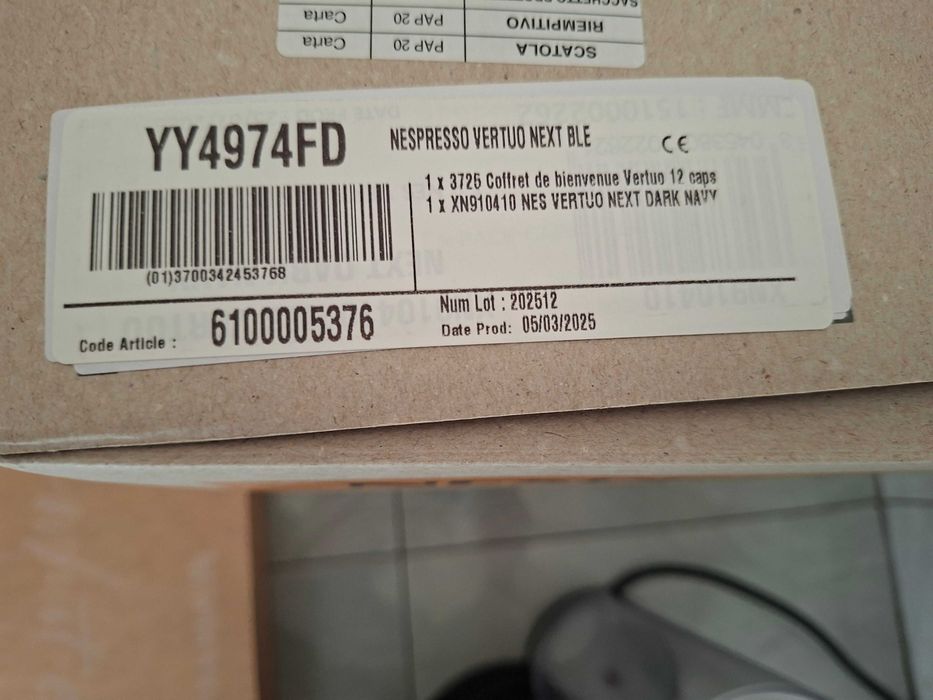 SACCHETTO
RIEMPITIVO PAP 20 Carta
SCATOLA PAP 20 Carta
YY4974FD
NESPRESSO VERTUO NEXT BLE
CE
1 x 3725 Coffret de bienvenue Vertuo 12 caps
1 x XN910410 NES VERTUO NEXT DARK NAVY
(01)3700342453768
Code Article : 6100005376
Num Lot : 202512
Date Prod: 05/03/2025